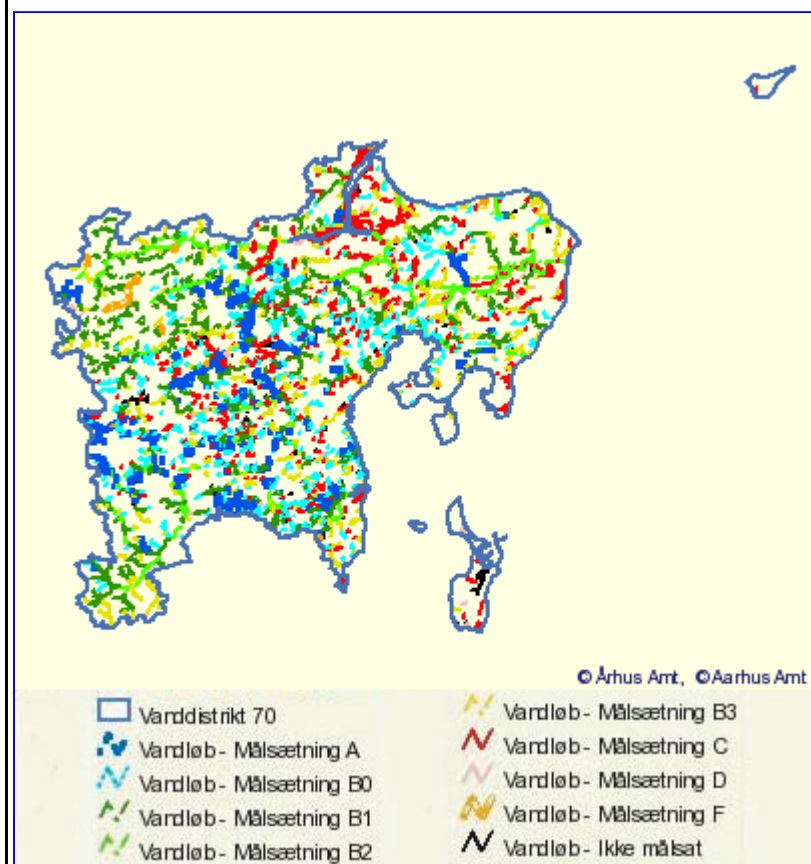 © Århus Amt, © Aarhus Amt
Varddistrikt 70
Vardløb - Målsætning A
Vardløb - Målsætning B0
Vardløb - Målsætning B1
Vardløb - Målsætning B2
Vardløb - Målsætning B3
Vardløb - Målsætning C
Vardløb - Målsætning D
Vardløb - Målsætning F
Vardløb - Ikke målsat